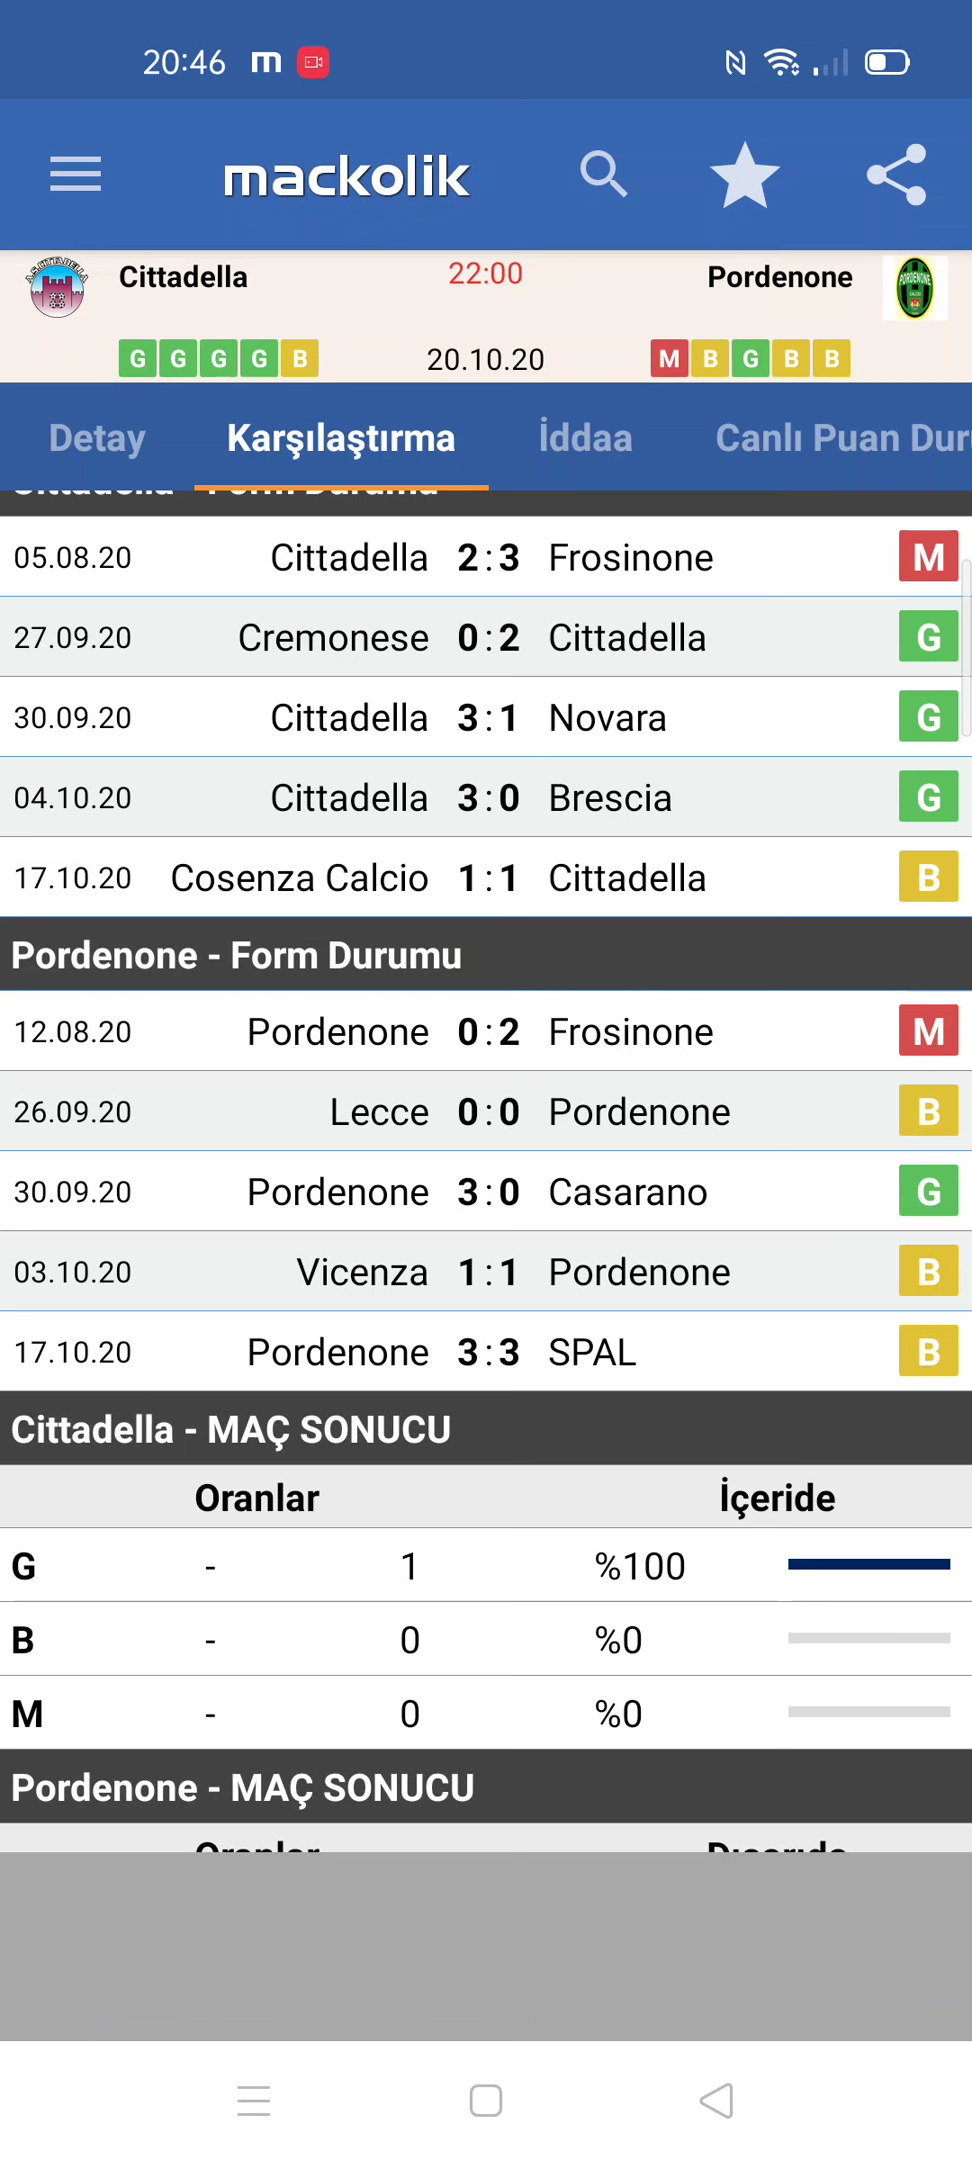 20:46 m
mackolik
Cittadella 22:00 Pordenone
G G G G B 20.10.20 M B G B B
Detay Karşılaştırma İddaa Canlı Puan Dur
Cittadella - Form Durumu
05.08.20 Cittadella 2:3 Frosinone M
27.09.20 Cremonese 0:2 Cittadella G
30.09.20 Cittadella 3:1 Novara G
04.10.20 Cittadella 3:0 Brescia G
17.10.20 Cosenza Calcio 1:1 Cittadella B
Pordenone - Form Durumu
12.08.20 Pordenone 0:2 Frosinone M
26.09.20 Lecce 0:0 Pordenone B
30.09.20 Pordenone 3:0 Casarano G
03.10.20 Vicenza 1:1 Pordenone B
17.10.20 Pordenone 3:3 SPAL B
Cittadella - MAÇ SONUCU
Oranlar İçeride
G - 1 %100
B - 0 %0
M - 0 %0
Pordenone - MAÇ SONUCU
Oranlar Dışarıda